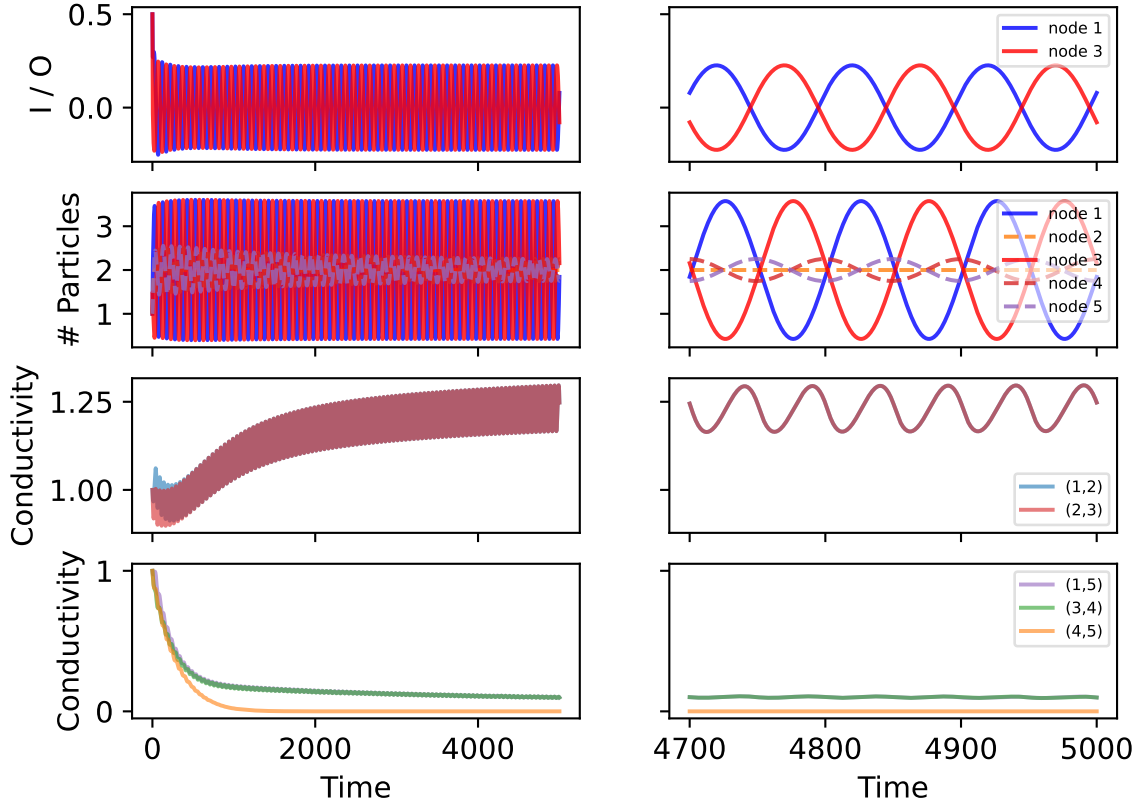 I / O
0.5
0.0
node 1
node 3
# Particles
3
2
1
node 1
node 2
node 3
node 4
node 5
Conductivity
1.25
1.00
(1,2)
(2,3)
Conductivity
1
0
(1,5)
(3,4)
(4,5)
0 2000 4000
Time
4700 4800 4900 5000
Time